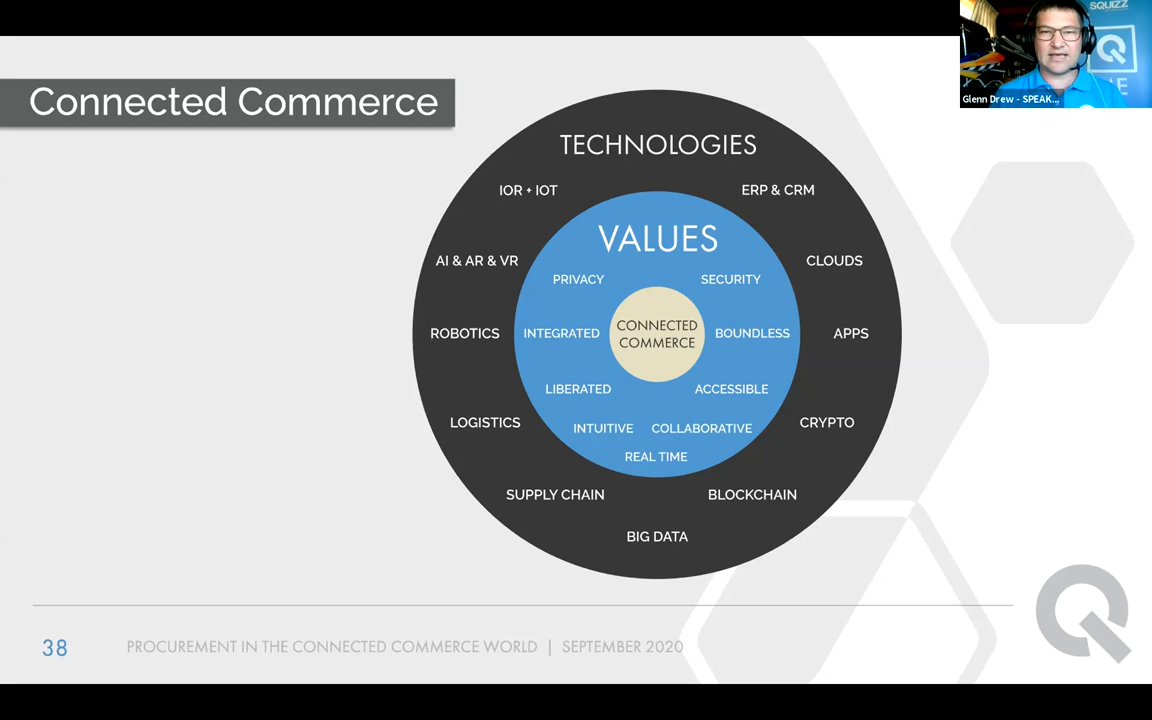 SQUIZZ
Glenn Drew - SPEAK...
Connected Commerce
TECHNOLOGIES
IOR + IOT
ERP & CRM
VALUES
AI & AR & VR
CLOUDS
PRIVACY
SECURITY
ROBOTICS
INTEGRATED
CONNECTED
COMMERCE
BOUNDLESS
APPS
LIBERATED
ACCESSIBLE
LOGISTICS
INTUITIVE
COLLABORATIVE
CRYPTO
REAL TIME
SUPPLY CHAIN
BLOCKCHAIN
BIG DATA
38
PROCUREMENT IN THE CONNECTED COMMERCE WORLD | SEPTEMBER 2020